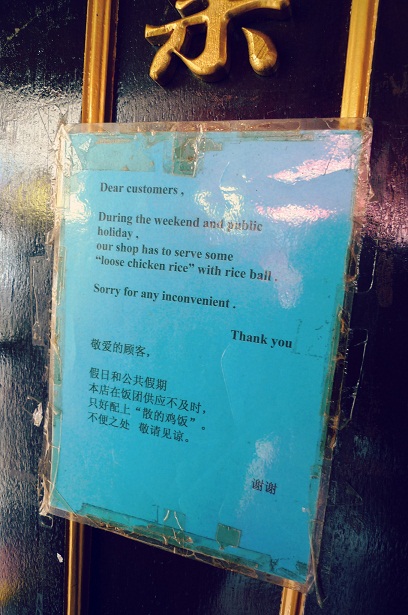 Dear customers ,
During the weekend and public
holiday ,
our shop has to serve some
“loose chicken rice” with rice ball .
Sorry for any inconvenient .
Thank you
敬爱的顾客，
假日和公共假期
本店在饭团供应不及时，
只好配上“散的鸡饭”。
不便之处 敬请见谅。
谢谢